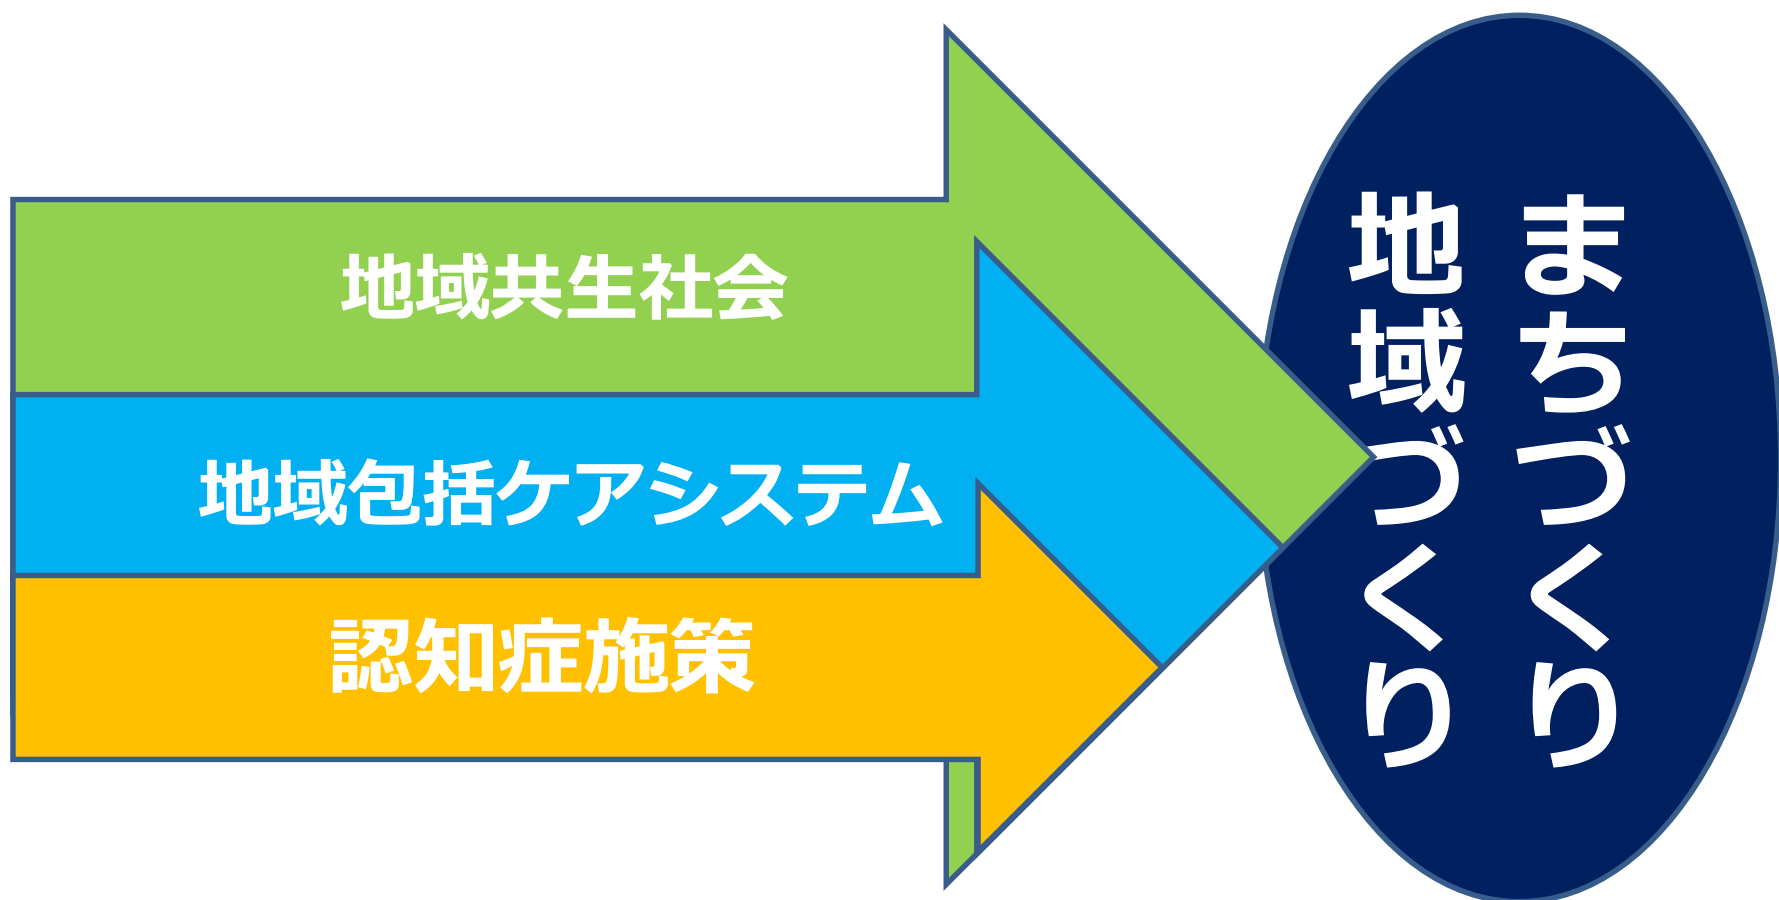 地域共生社会
地域包括ケアシステム
認知症施策
まちづくり
地域づくり